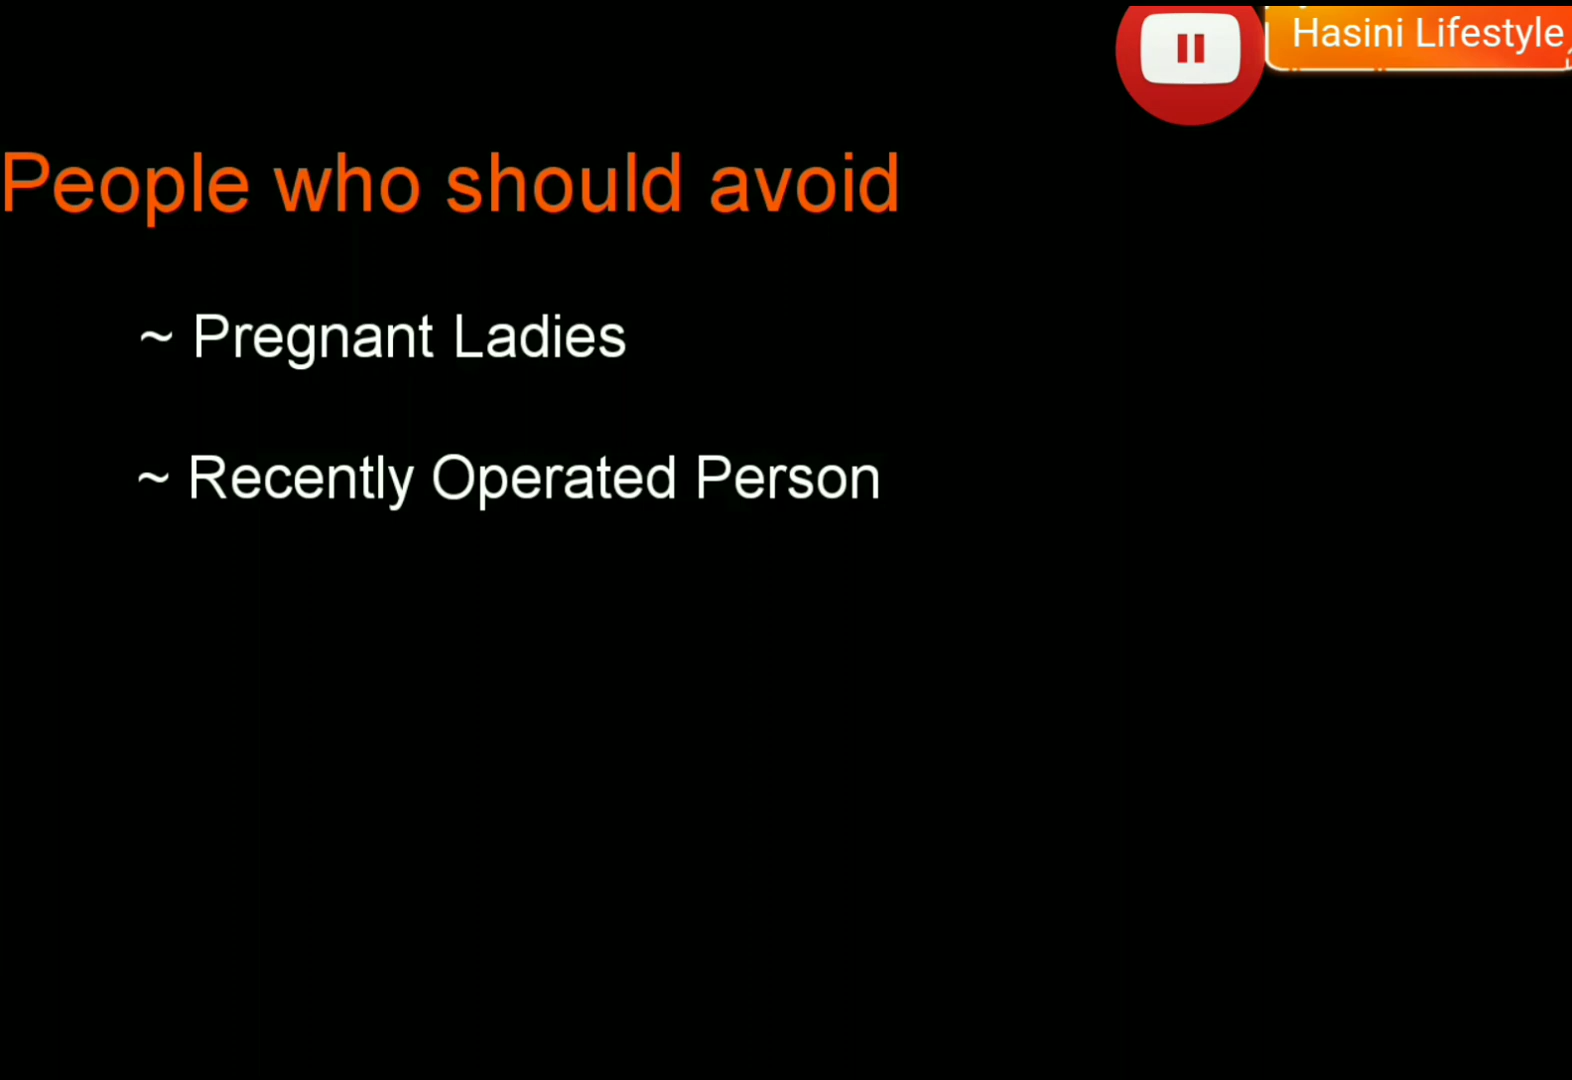 Hasini Lifestyle
People who should avoid
~ Pregnant Ladies
~ Recently Operated Person